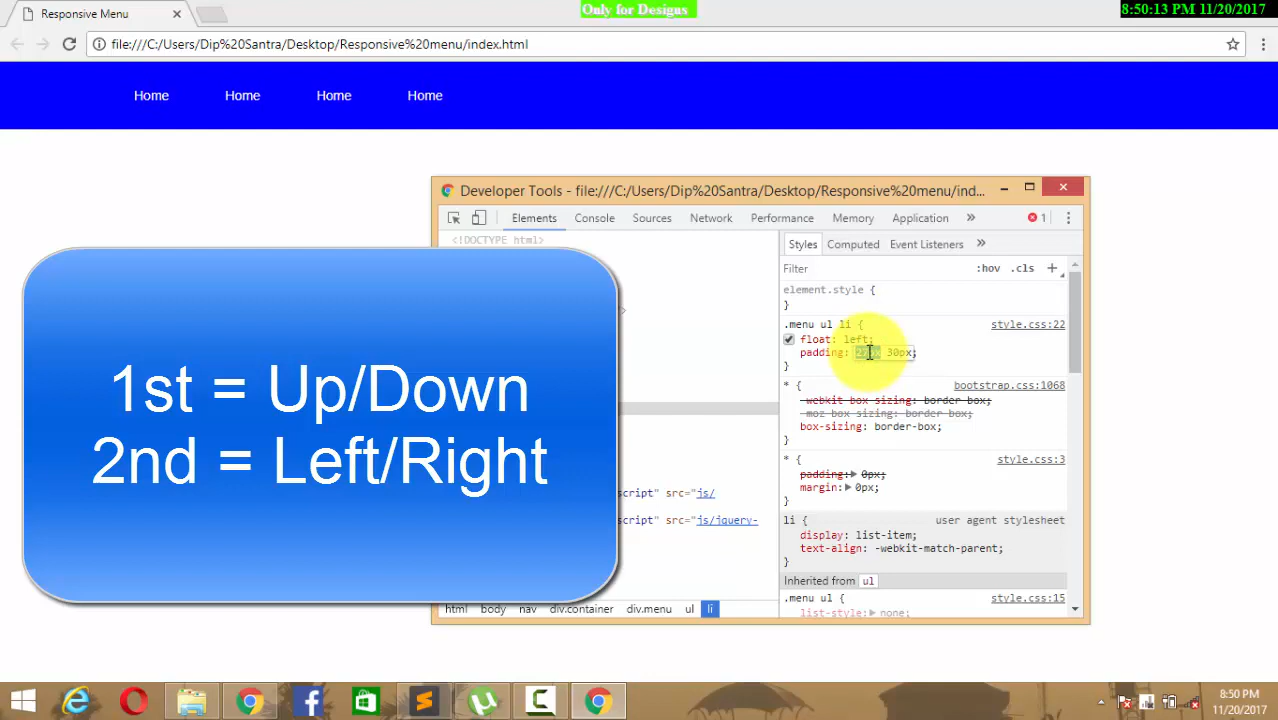 Responsive Menu
Only for Designs
8:50:13 PM 11/20/2017
file:///C:/Users/Dip%20Santra/Desktop/Responsive%20menu/index.html
Home Home Home Home
Developer Tools - file:///C:/Users/Dip%20Santra/Desktop/Responsive%20menu/ind...
Elements Console Sources Network Performance Memory Application » 1
<!DOCTYPE html>
Styles Computed Event Listeners »
Filter :hov .cls +
element.style {
}
.menu ul li { style.css:22
float: left;
padding: 30px;
}
* { bootstrap.css:1068
-webkit-box-sizing: border-box;
-moz-box-sizing: border-box;
box-sizing: border-box;
}
* { style.css:3
padding: 0px;
margin: 0px;
}
li { user agent stylesheet
display: list-item;
text-align: -webkit-match-parent;
}
Inherited from ul
.menu ul { style.css:15
list-style: none;
1st = Up/Down
2nd = Left/Right
cript" src="js/
cript" src="js/jquery-
html body nav div.container div.menu ul li
8:50 PM
11/20/2017